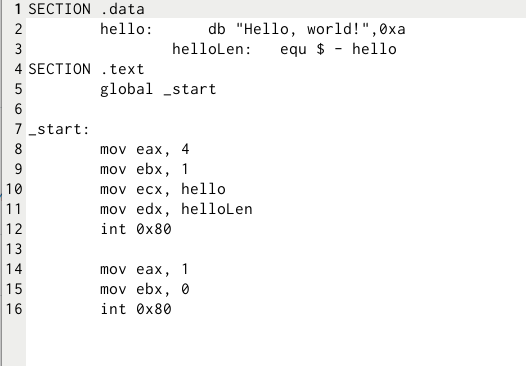 1 SECTION .data
2         hello:      db "Hello, world!",0xa
3                 helloLen:   equ $ - hello
4 SECTION .text
5         global _start
6
7 _start:
8         mov eax, 4
9         mov ebx, 1
10         mov ecx, hello
11         mov edx, helloLen
12         int 0x80
13
14         mov eax, 1
15         mov ebx, 0
16         int 0x80